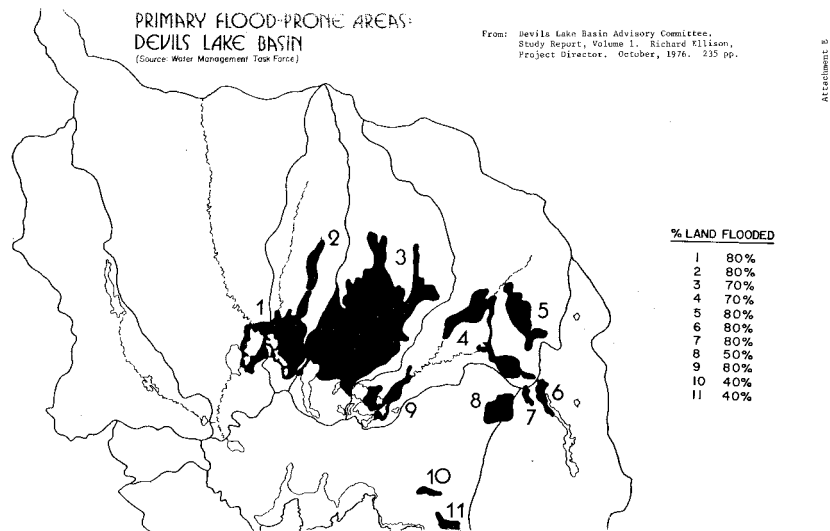 PRIMARY FLOOD-PRONE AREAS:
DEVILS LAKE BASIN
(Source: Water Management Task Force)
From: Devils Lake Basin Advisory Committee.
Study Report, Volume 1. Richard Ellison,
Project Director. October, 1976. 235 pp.
Attachment E
% LAND FLOODED
1 80%
2 80%
3 70%
4 70%
5 80%
6 80%
7 80%
8 50%
9 80%
10 40%
11 40%
2
3
1
5
4
9
8
7
6
10
11